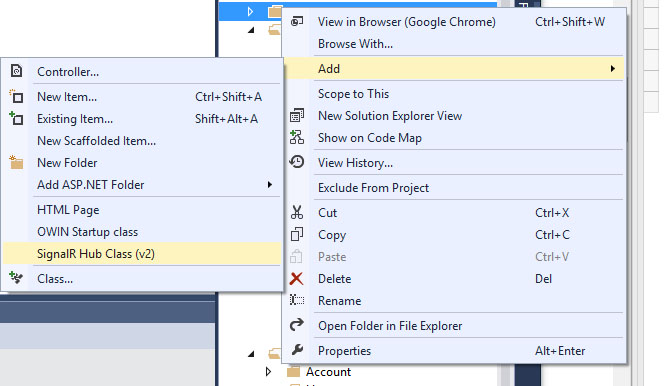 View in Browser (Google Chrome) Ctrl+Shift+W
Browse With...
Add
Scope to This
New Solution Explorer View
Show on Code Map
View History...
Exclude From Project
Cut Ctrl+X
Copy Ctrl+C
Paste Ctrl+V
Delete Del
Rename
Open Folder in File Explorer
Properties Alt+Enter
Controller...
New Item... Ctrl+Shift+A
Existing Item... Shift+Alt+A
New Scaffolded Item...
New Folder
Add ASP.NET Folder
HTML Page
OWIN Startup class
SignalR Hub Class (v2)
Class...
Account